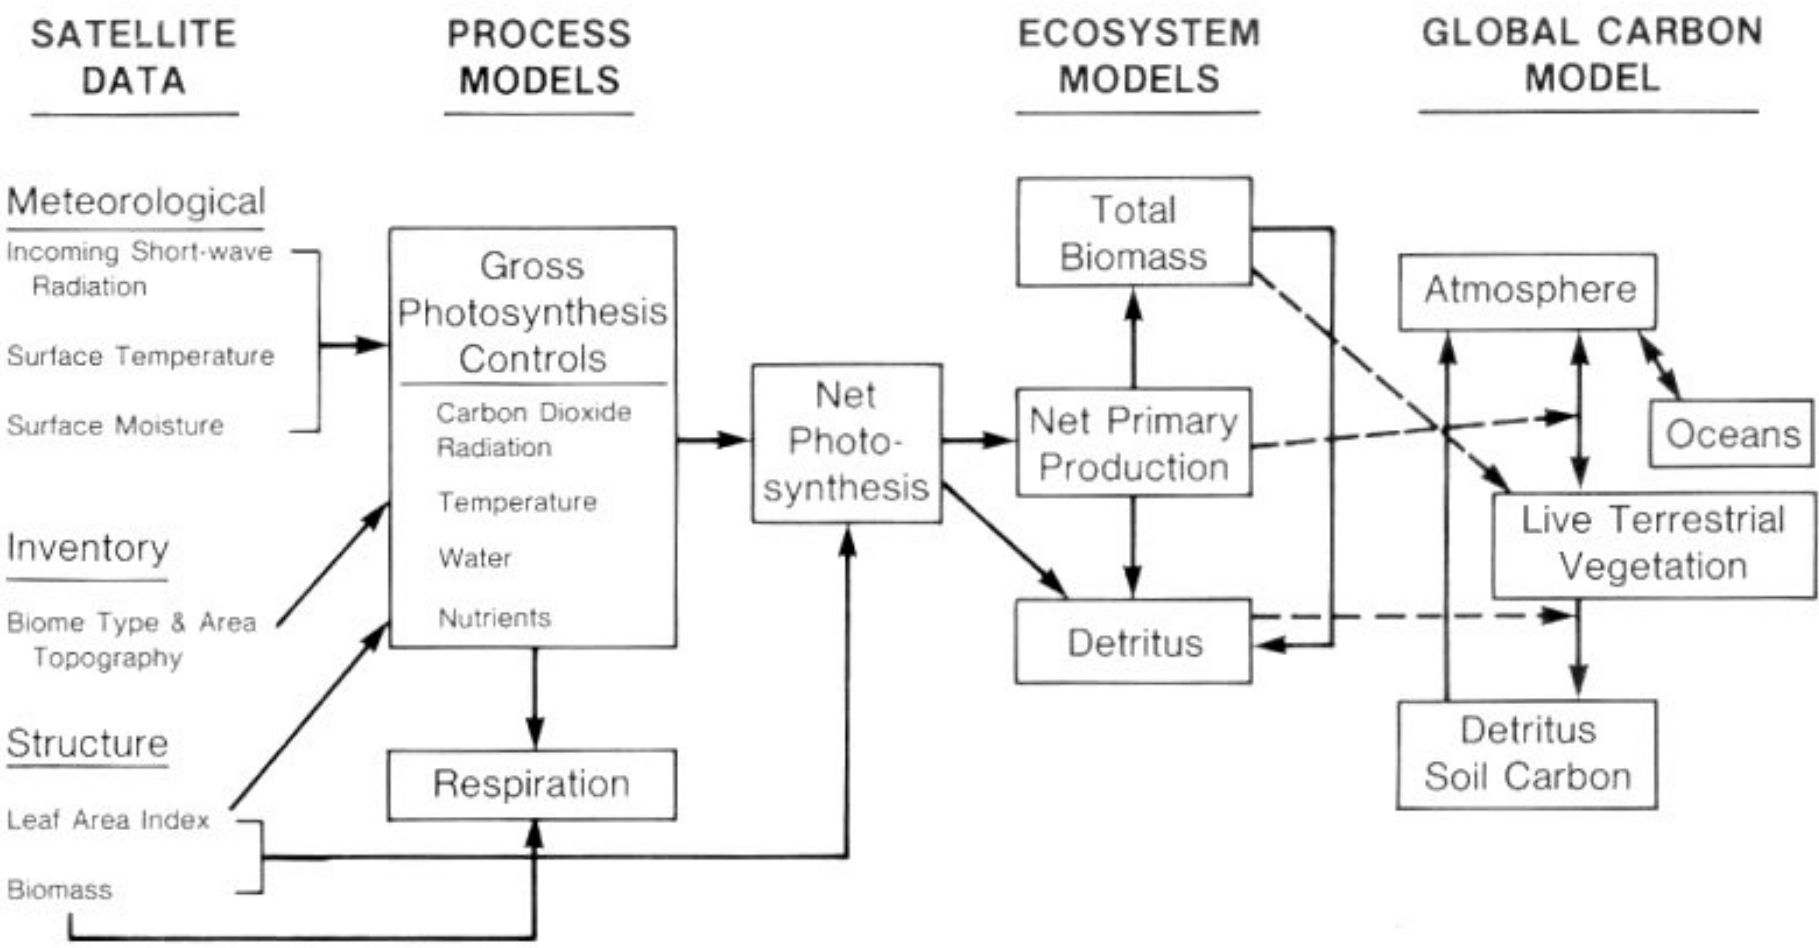 SATELLITE
DATA
PROCESS
MODELS
ECOSYSTEM
MODELS
GLOBAL CARBON
MODEL
Meteorological
Incoming Short-wave
Radiation
Surface Temperature
Surface Moisture
Inventory
Biome Type & Area
Topography
Structure
Leaf Area Index
Biomass
Gross
Photosynthesis
Controls
Carbon Dioxide
Radiation
Temperature
Water
Nutrients
Respiration
Net
Photo-
synthesis
Total
Biomass
Net Primary
Production
Detritus
Atmosphere
Oceans
Live Terrestrial
Vegetation
Detritus
Soil Carbon